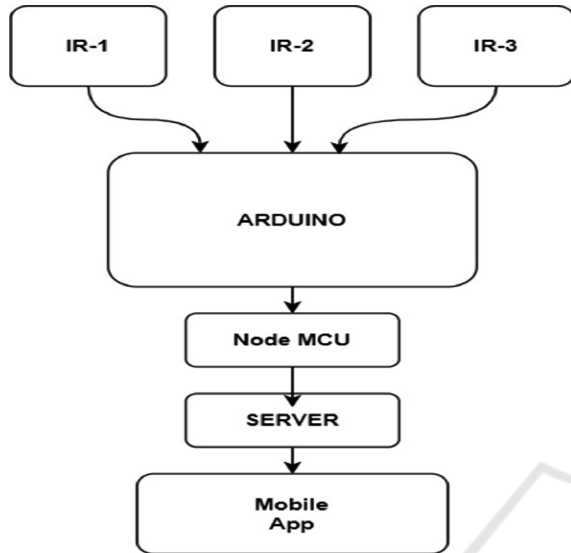 IR-1
IR-2
IR-3
ARDUINO
Node MCU
SERVER
Mobile
App